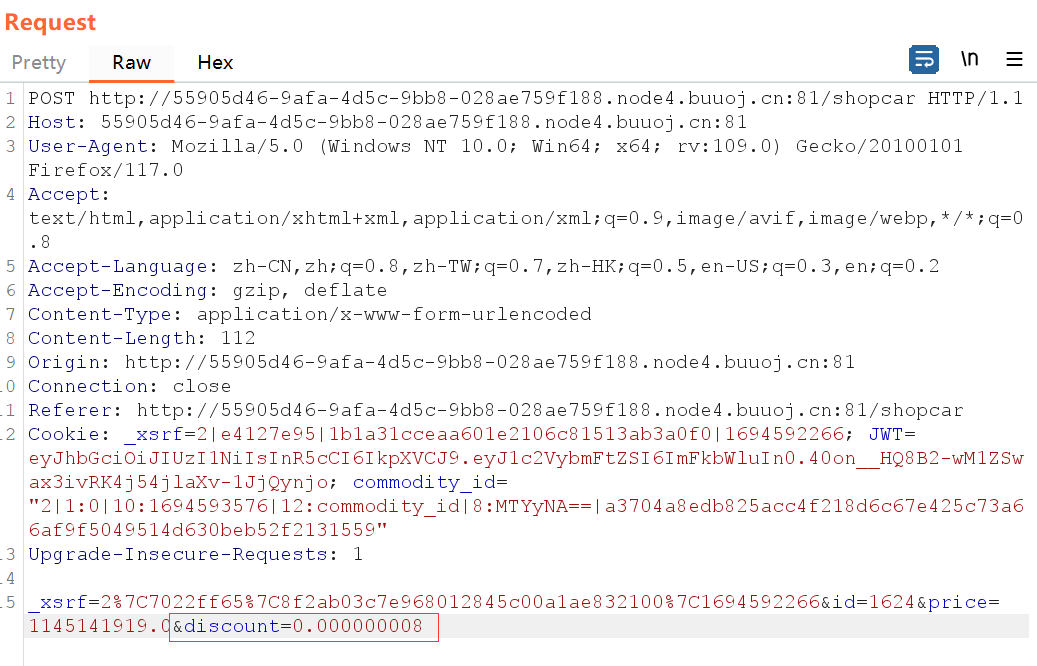 Request
Pretty Raw Hex \n
1 POST http://55905d46-9afa-4d5c-9bb8-028ae759f188.node4.buuoj.cn:81/shopcar HTTP/1.1
2 Host: 55905d46-9afa-4d5c-9bb8-028ae759f188.node4.buuoj.cn:81
3 User-Agent: Mozilla/5.0 (Windows NT 10.0; Win64; x64; rv:109.0) Gecko/20100101
Firefox/117.0
4 Accept:
text/html,application/xhtml+xml,application/xml;q=0.9,image/avif,image/webp,*/*;q=0
.8
5 Accept-Language: zh-CN,zh;q=0.8,zh-TW;q=0.7,zh-HK;q=0.5,en-US;q=0.3,en;q=0.2
6 Accept-Encoding: gzip, deflate
7 Content-Type: application/x-www-form-urlencoded
8 Content-Length: 112
9 Origin: http://55905d46-9afa-4d5c-9bb8-028ae759f188.node4.buuoj.cn:81
10 Connection: close
11 Referer: http://55905d46-9afa-4d5c-9bb8-028ae759f188.node4.buuoj.cn:81/shopcar
12 Cookie: _xsrf=2|e4127e95|1b1a31cceaa601e2106c81513ab3a0f0|1694592266; JWT=
eyJhbGciOiJIUzI1NiIsInR5cCI6IkpXVCJ9.eyJ1c2VybmFtZSI6ImFkbWluIn0.40on__HQ8B2-wM1ZSw
ax3ivRK4j54jlaXv-1JjQynjo; commodity_id=
"2|1:0|10:1694593576|12:commodity_id|8:MTYyNA==|a3704a8edb825acc4f218d6c67e425c73a6
6af9f5049514d630beb52f2131559"
13 Upgrade-Insecure-Requests: 1
14
15 _xsrf=2%7C7022ff65%7C8f2ab03c7e968012845c00a1ae832100%7C1694592266&id=1624&price=
1145141919.0&discount=0.000000008